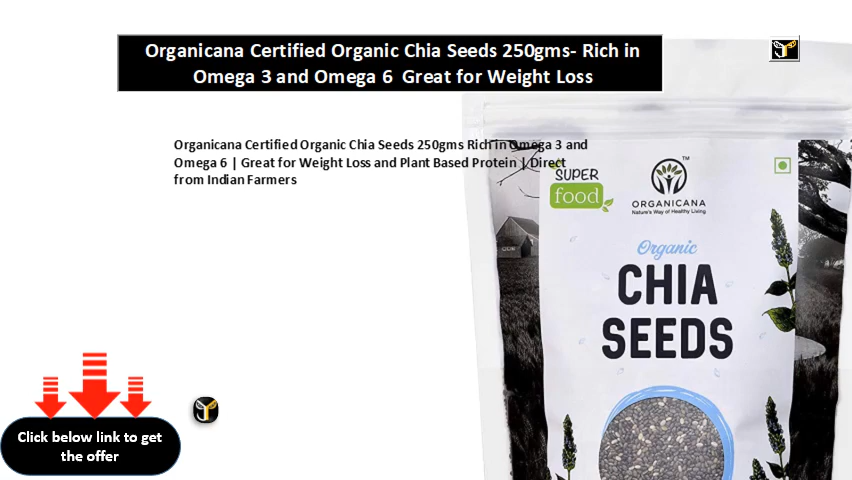 Organicana Certified Organic Chia Seeds 250gms- Rich in
Omega 3 and Omega 6 Great for Weight Loss
Organicana Certified Organic Chia Seeds 250gms Rich in Omega 3 and
Omega 6 | Great for Weight Loss and Plant Based Protein | Direct
from Indian Farmers
SUPER
food
TM
ORGANICANA
Nature's Way of Healthy Living
Organic
CHIA
SEEDS
Click below link to get
the offer